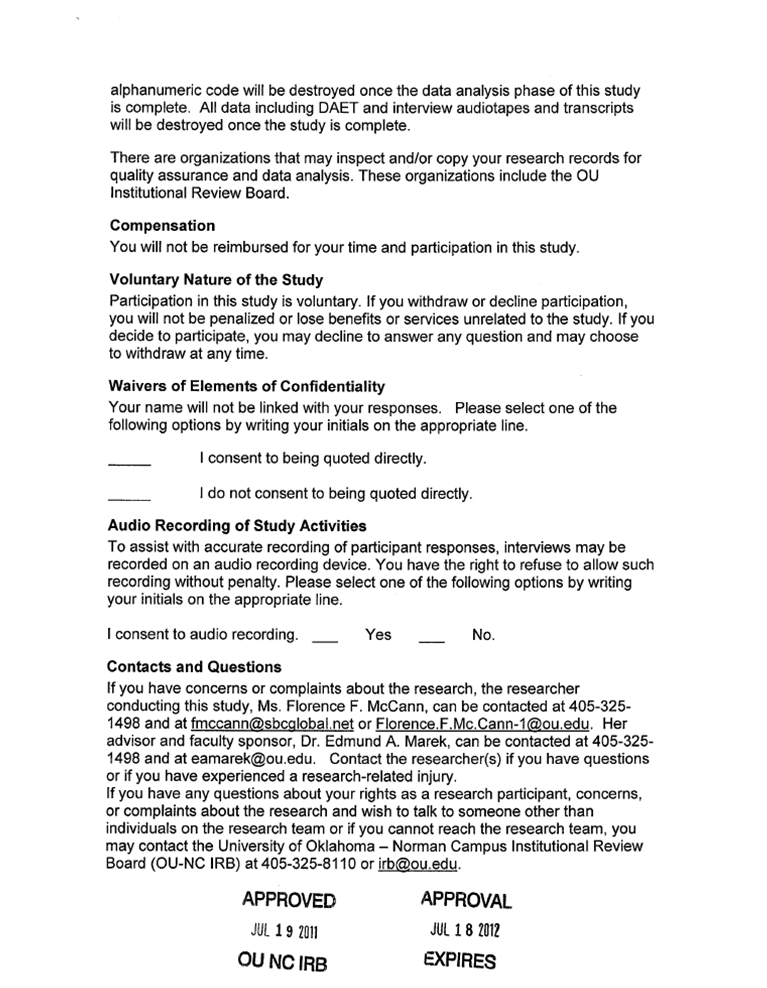 alphanumeric code will be destroyed once the data analysis phase of this study
is complete.  All data including DAET and interview audiotapes and transcripts
will be destroyed once the study is complete.
There are organizations that may inspect and/or copy your research records for
quality assurance and data analysis. These organizations include the OU
Institutional Review Board.
Compensation
You will not be reimbursed for your time and participation in this study.
Voluntary Nature of the Study
Participation in this study is voluntary. If you withdraw or decline participation,
you will not be penalized or lose benefits or services unrelated to the study. If you
decide to participate, you may decline to answer any question and may choose
to withdraw at any time.
Waivers of Elements of Confidentiality
Your name will not be linked with your responses.   Please select one of the
following options by writing your initials on the appropriate line.
_____ I consent to being quoted directly.
_____ I do not consent to being quoted directly.
Audio Recording of Study Activities
To assist with accurate recording of participant responses, interviews may be
recorded on an audio recording device. You have the right to refuse to allow such
recording without penalty. Please select one of the following options by writing
your initials on the appropriate line.
I consent to audio recording. ___ Yes ___ No.
Contacts and Questions
If you have concerns or complaints about the research, the researcher
conducting this study, Ms. Florence F. McCann, can be contacted at 405-325-
1498 and at fmccann@sbcglobal.net or Florence.F.Mc.Cann-1@ou.edu.  Her
advisor and faculty sponsor, Dr. Edmund A. Marek, can be contacted at 405-325-
1498 and at eamarek@ou.edu.   Contact the researcher(s) if you have questions
or if you have experienced a research-related injury.
If you have any questions about your rights as a research participant, concerns,
or complaints about the research and wish to talk to someone other than
individuals on the research team or if you cannot reach the research team, you
may contact the University of Oklahoma – Norman Campus Institutional Review
Board (OU-NC IRB) at 405-325-8110 or irb@ou.edu.
APPROVED APPROVAL
JUL 19 2011 JUL 18 2012
OU NC IRB EXPIRES